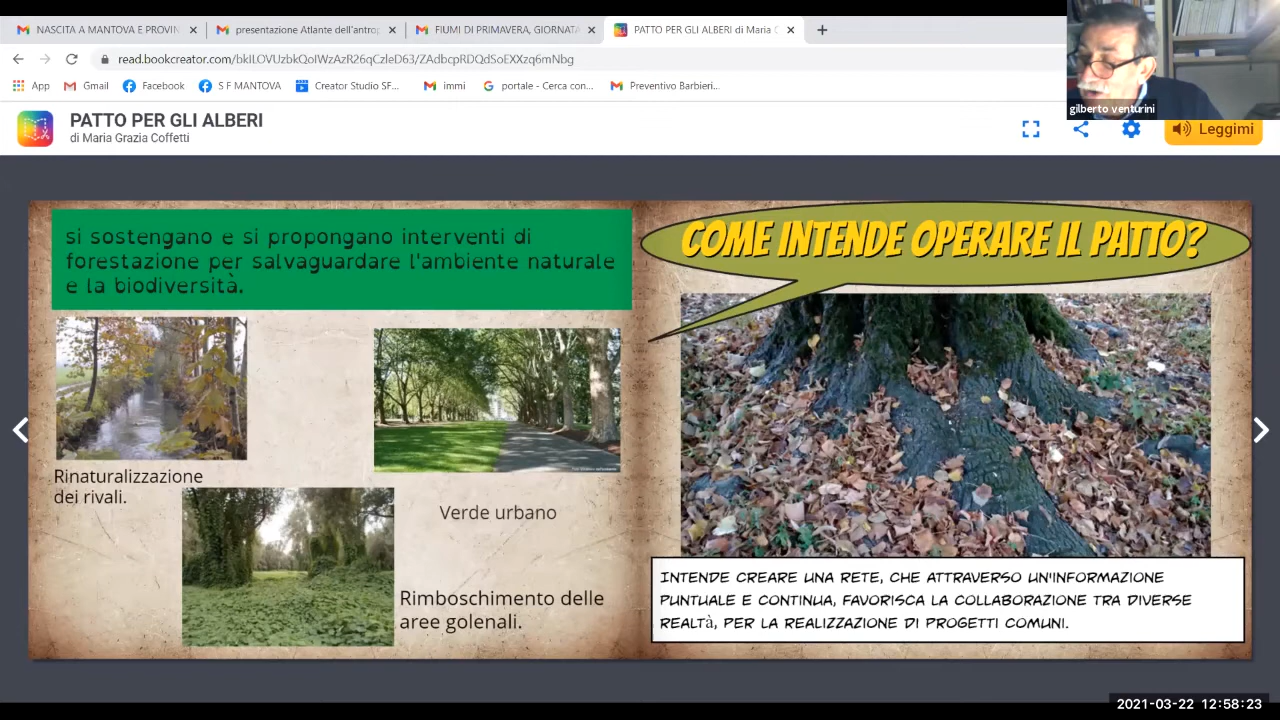 NASCITA A MANTOVA E PROVIN
presentazione Atlante dell'antrop
FIUMI DI PRIMAVERA, GIORNATA
PATTO PER GLI ALBERI di Maria C
read.bookcreator.com/bkILOVUzbkQoIWzAzR26qCzleD63/ZAdbcpRDQdSoEXXzq6mNbg
App
Gmail
Facebook
S F MANTOVA
Creator Studio SF...
immi
portale - Cerca con...
Preventivo Barbieri...
gilberto venturini
PATTO PER GLI ALBERI
di Maria Grazia Coffetti
Leggimi
si sostengano e si propongano interventi di
forestazione per salvaguardare l'ambiente naturale
e la biodiversità.
Rinaturalizzazione
dei rivali.
Verde urbano
Rimboschimento delle
aree golenali.
COME INTENDE OPERARE IL PATTO?
INTENDE CREARE UNA RETE, CHE ATTRAVERSO UN'INFORMAZIONE
PUNTUALE E CONTINUA, FAVORISCA LA COLLABORAZIONE TRA DIVERSE
REALTà, PER LA REALIZZAZIONE DI PROGETTI COMUNI.
2021-03-22 12:58:23